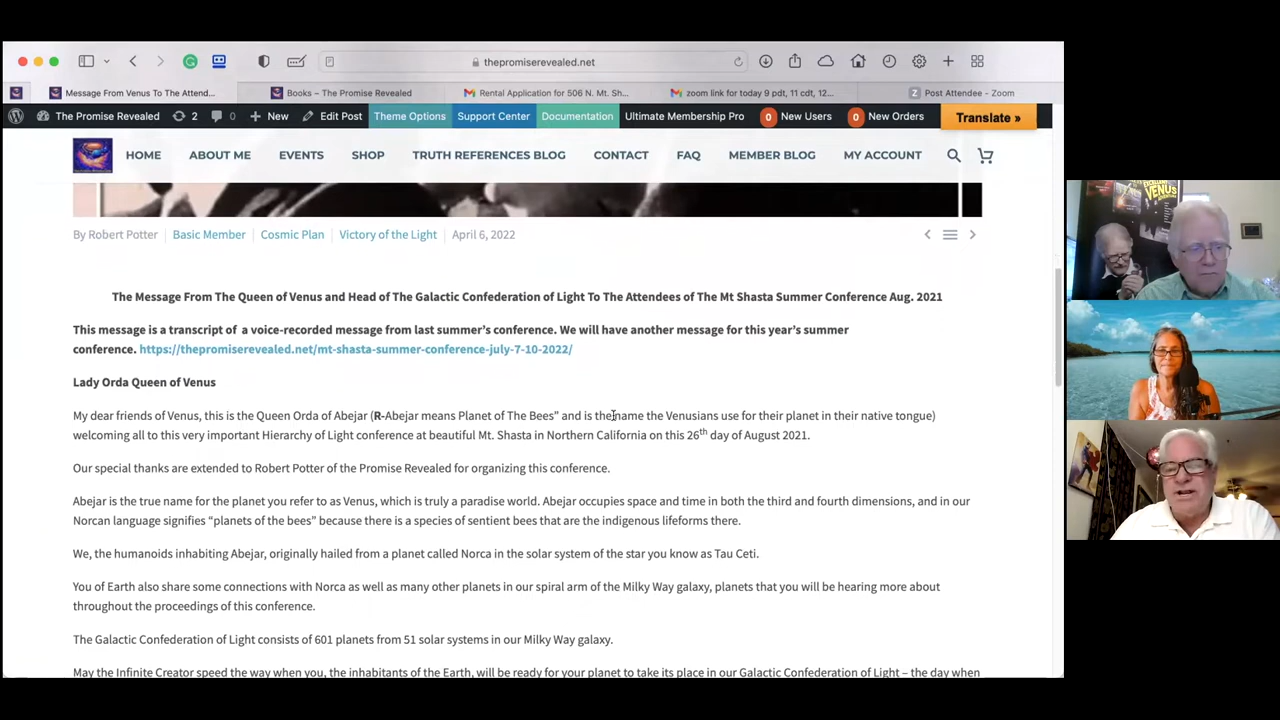 thepromiserevealed.net
Message From Venus To The Attend...
Books – The Promise Revealed
Rental Application for 506 N. Mt. Sh...
zoom link for today 9 pdt, 11 cdt, 12...
Z Post Attendee - Zoom
The Promise Revealed 2 0 New Edit Post Theme Options Support Center Documentation Ultimate Membership Pro 0 New Users 0 New Orders Translate »
HOME ABOUT ME EVENTS SHOP TRUTH REFERENCES BLOG CONTACT FAQ MEMBER BLOG MY ACCOUNT
By Robert Potter Basic Member Cosmic Plan Victory of the Light April 6, 2022
The Message From The Queen of Venus and Head of The Galactic Confederation of Light To The Attendees of The Mt Shasta Summer Conference Aug. 2021
This message is a transcript of a voice-recorded message from last summer's conference. We will have another message for this year's summer
conference. https://thepromiserevealed.net/mt-shasta-summer-conference-july-7-10-2022/
Lady Orda Queen of Venus
My dear friends of Venus, this is the Queen Orda of Abejar (R-Abejar means Planet of The Bees" and is the name the Venusians use for their planet in their native tongue)
welcoming all to this very important Hierarchy of Light conference at beautiful Mt. Shasta in Northern California on this 26th day of August 2021.
Our special thanks are extended to Robert Potter of the Promise Revealed for organizing this conference.
Abejar is the true name for the planet you refer to as Venus, which is truly a paradise world. Abejar occupies space and time in both the third and fourth dimensions, and in our
Norcan language signifies "planets of the bees" because there is a species of sentient bees that are the indigenous lifeforms there.
We, the humanoids inhabiting Abejar, originally hailed from a planet called Norca in the solar system of the star you know as Tau Ceti.
You of Earth also share some connections with Norca as well as many other planets in our spiral arm of the Milky Way galaxy, planets that you will be hearing more about
throughout the proceedings of this conference.
The Galactic Confederation of Light consists of 601 planets from 51 solar systems in our Milky Way galaxy.
May the Infinite Creator speed the way when you, the inhabitants of the Earth, will be ready for your planet to take its place in our Galactic Confederation of Light – the day when
VENUS